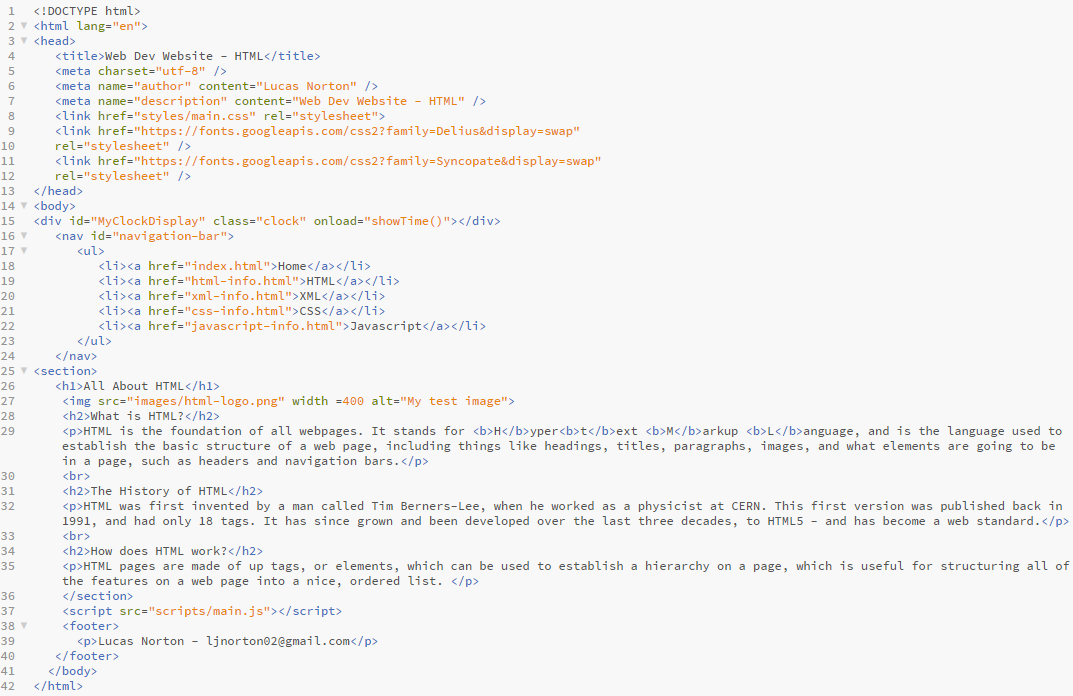 1 <!DOCTYPE html>
2 <html lang="en">
3 <head>
4 <title>Web Dev Website - HTML</title>
5 <meta charset="utf-8" />
6 <meta name="author" content="Lucas Norton" />
7 <meta name="description" content="Web Dev Website - HTML" />
8 <link href="styles/main.css" rel="stylesheet">
9 <link href="https://fonts.googleapis.com/css2?family=Delius&display=swap"
10 rel="stylesheet" />
11 <link href="https://fonts.googleapis.com/css2?family=Syncopate&display=swap"
12 rel="stylesheet" />
13 </head>
14 <body>
15 <div id="MyClockDisplay" class="clock" onload="showTime()"></div>
16 <nav id="navigation-bar">
17 <ul>
18 <li><a href="index.html">Home</a></li>
19 <li><a href="html-info.html">HTML</a></li>
20 <li><a href="xml-info.html">XML</a></li>
21 <li><a href="css-info.html">CSS</a></li>
22 <li><a href="javascript-info.html">Javascript</a></li>
23 </ul>
24 </nav>
25 <section>
26 <h1>All About HTML</h1>
27 <img src="images/html-logo.png" width =400 alt="My test image">
28 <h2>What is HTML?</h2>
29 <p>HTML is the foundation of all webpages. It stands for <b>H</b>yper<b>t</b>ext <b>M</b>arkup <b>L</b>anguage, and is the language used to
establish the basic structure of a web page, including things like headings, titles, paragraphs, images, and what elements are going to be
in a page, such as headers and navigation bars.</p>
30 <br>
31 <h2>The History of HTML</h2>
32 <p>HTML was first invented by a man called Tim Berners-Lee, when he worked as a physicist at CERN. This first version was published back in
1991, and had only 18 tags. It has since grown and been developed over the last three decades, to HTML5 - and has become a web standard.</p>
33 <br>
34 <h2>How does HTML work?</h2>
35 <p>HTML pages are made of up tags, or elements, which can be used to establish a hierarchy on a page, which is useful for structuring all of
the features on a web page into a nice, ordered list. </p>
36 </section>
37 <script src="scripts/main.js"></script>
38 <footer>
39 <p>Lucas Norton - ljnorton02@gmail.com</p>
40 </footer>
41 </body>
42 </html>